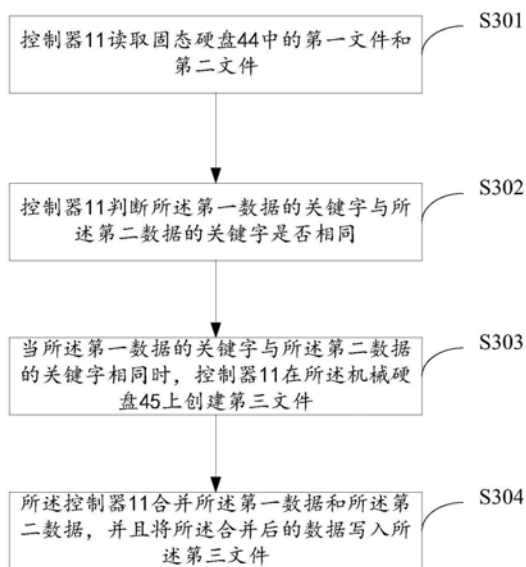 S301
控制器11读取固态硬盘44中的第一文件和
第二文件
S302
控制器11判断所述第一数据的关键字与所
述第二数据的关键字是否相同
S303
当所述第一数据的关键字与所述第二数据
的关键字相同时，控制器11在所述机械硬
盘45上创建第三文件
S304
所述控制器11合并所述第一数据和所述第
二数据，并且将所述合并后的数据写入所
述第三文件